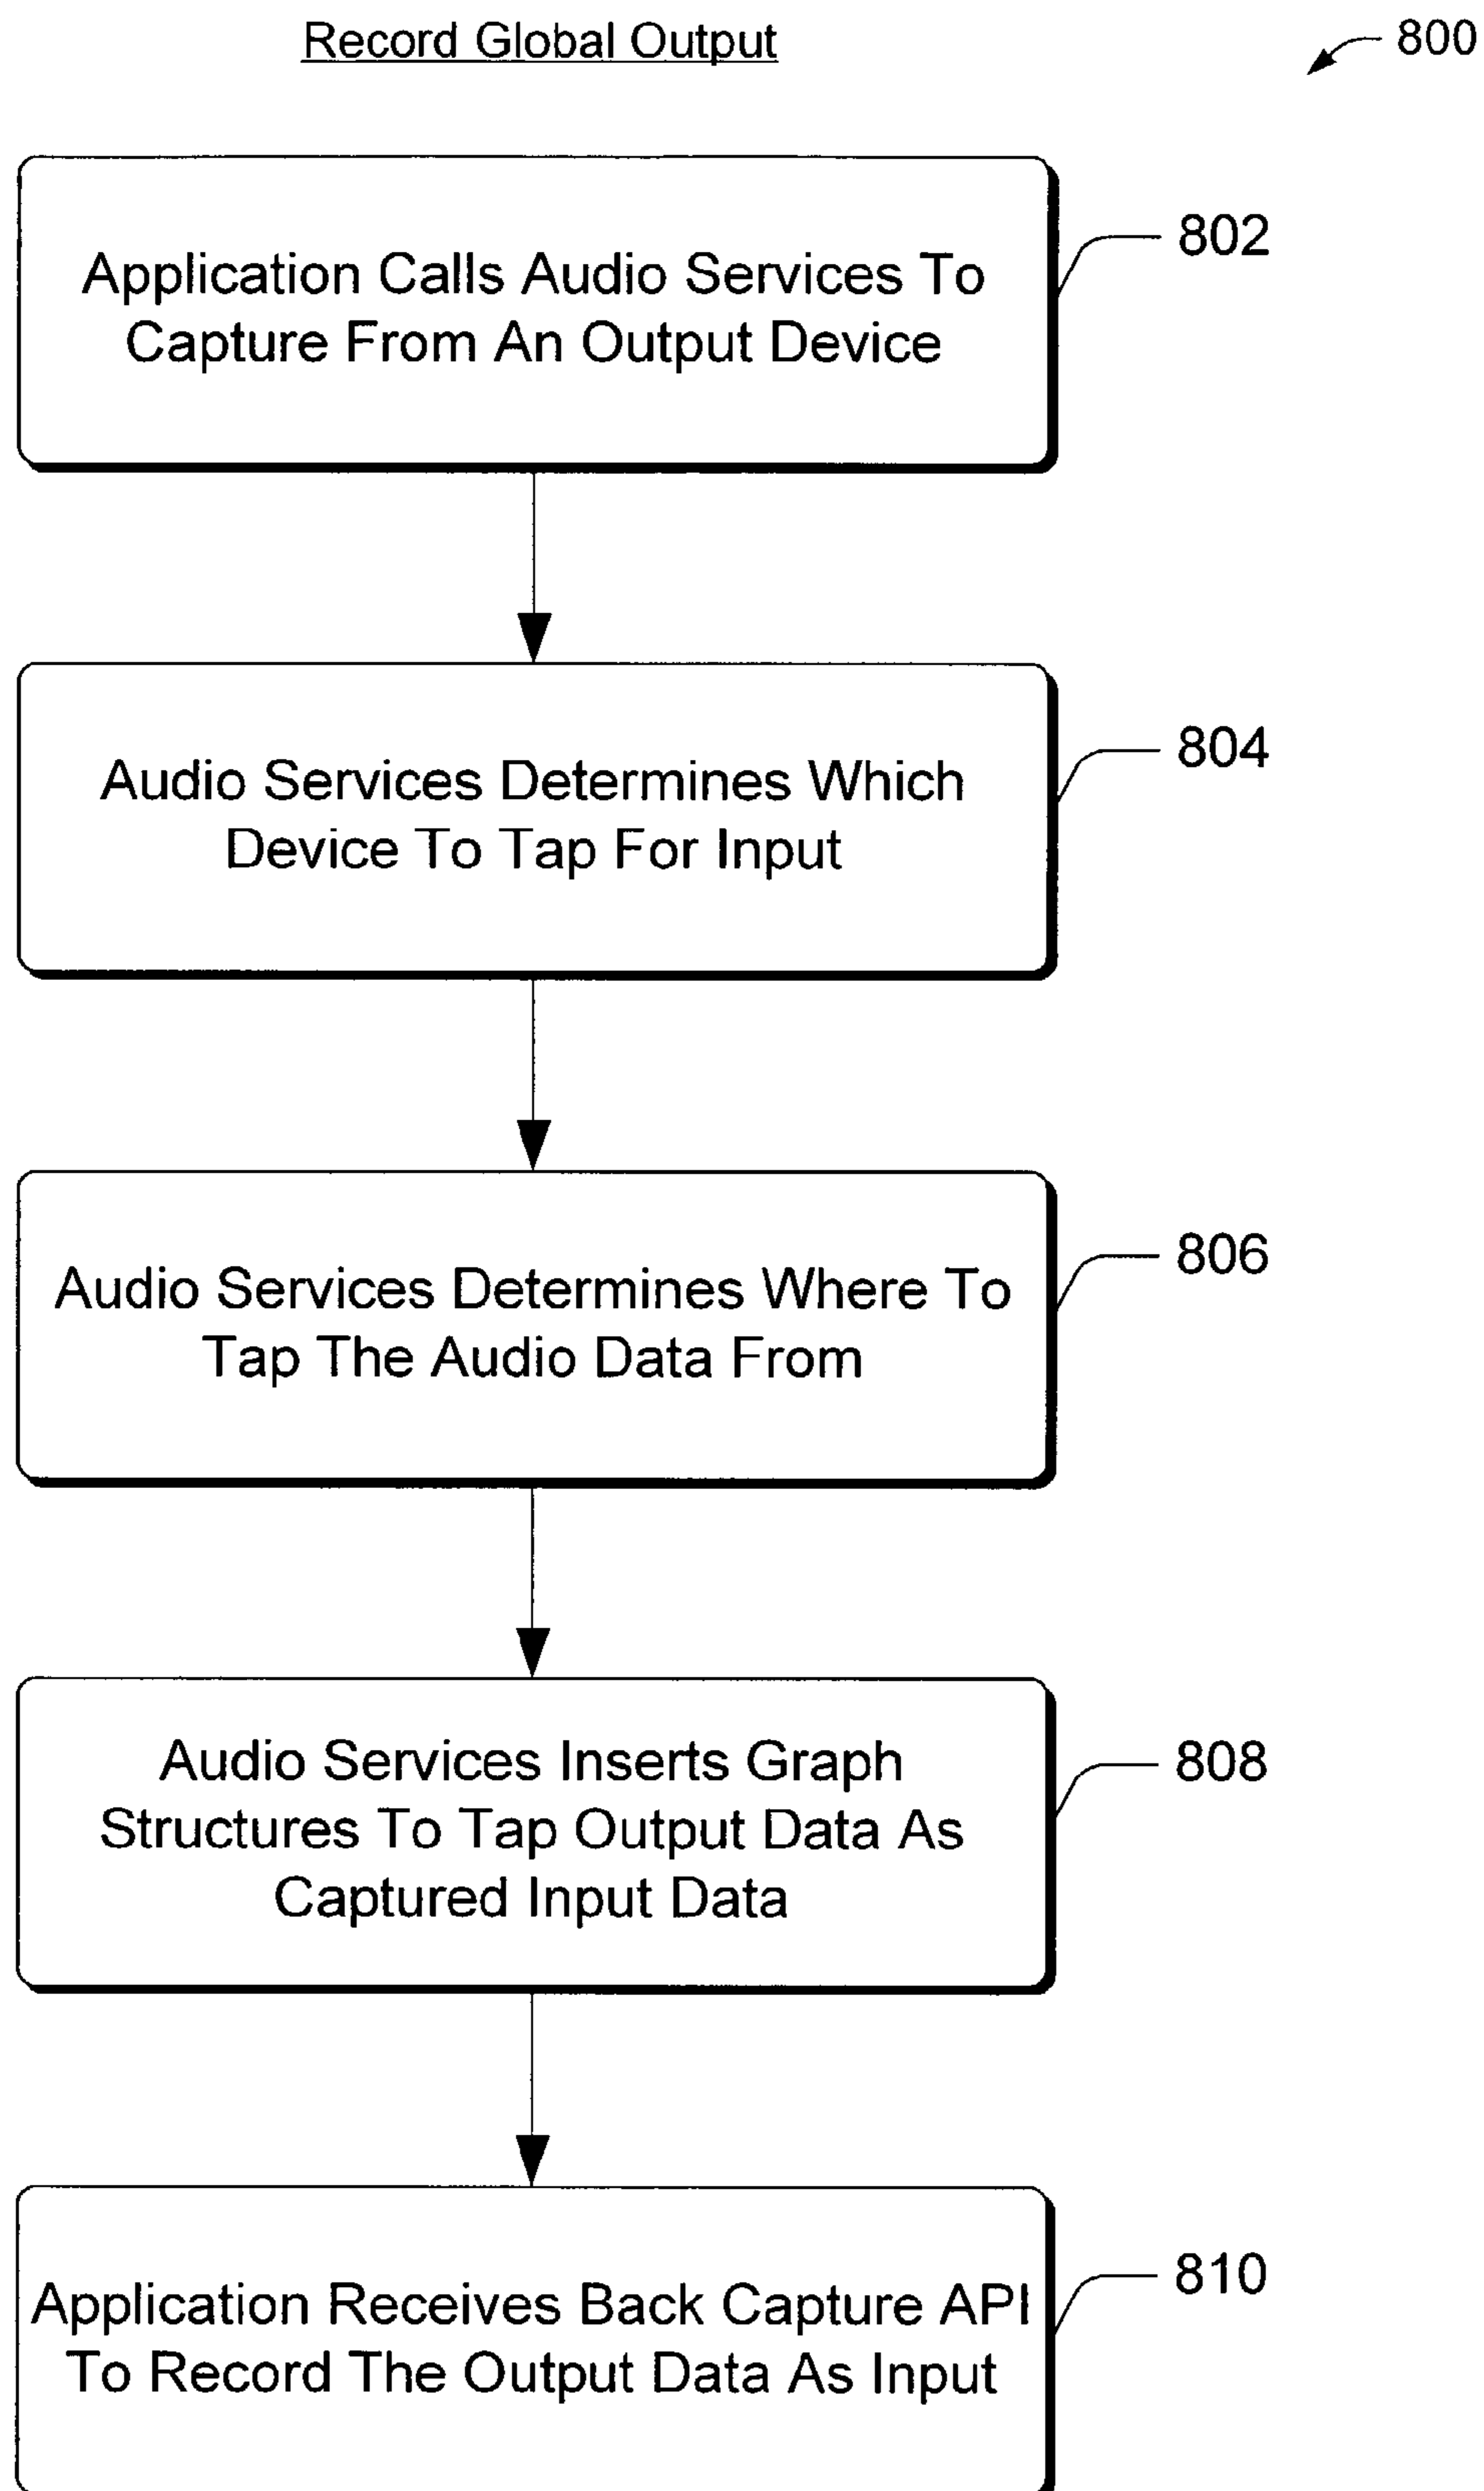 Record Global Output
800
Application Calls Audio Services To
Capture From An Output Device
802
Audio Services Determines Which
Device To Tap For Input
804
Audio Services Determines Where To
Tap The Audio Data From
806
Audio Services Inserts Graph
Structures To Tap Output Data As
Captured Input Data
808
Application Receives Back Capture API
To Record The Output Data As Input
810